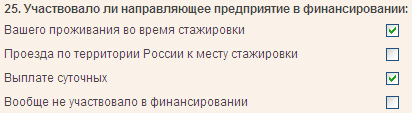 25. Участвовало ли направляющее предприятие в финансировании:
Вашего проживания во время стажировки
Проезда по территории России к месту стажировки
Выплате суточных
Вообще не участвовало в финансировании